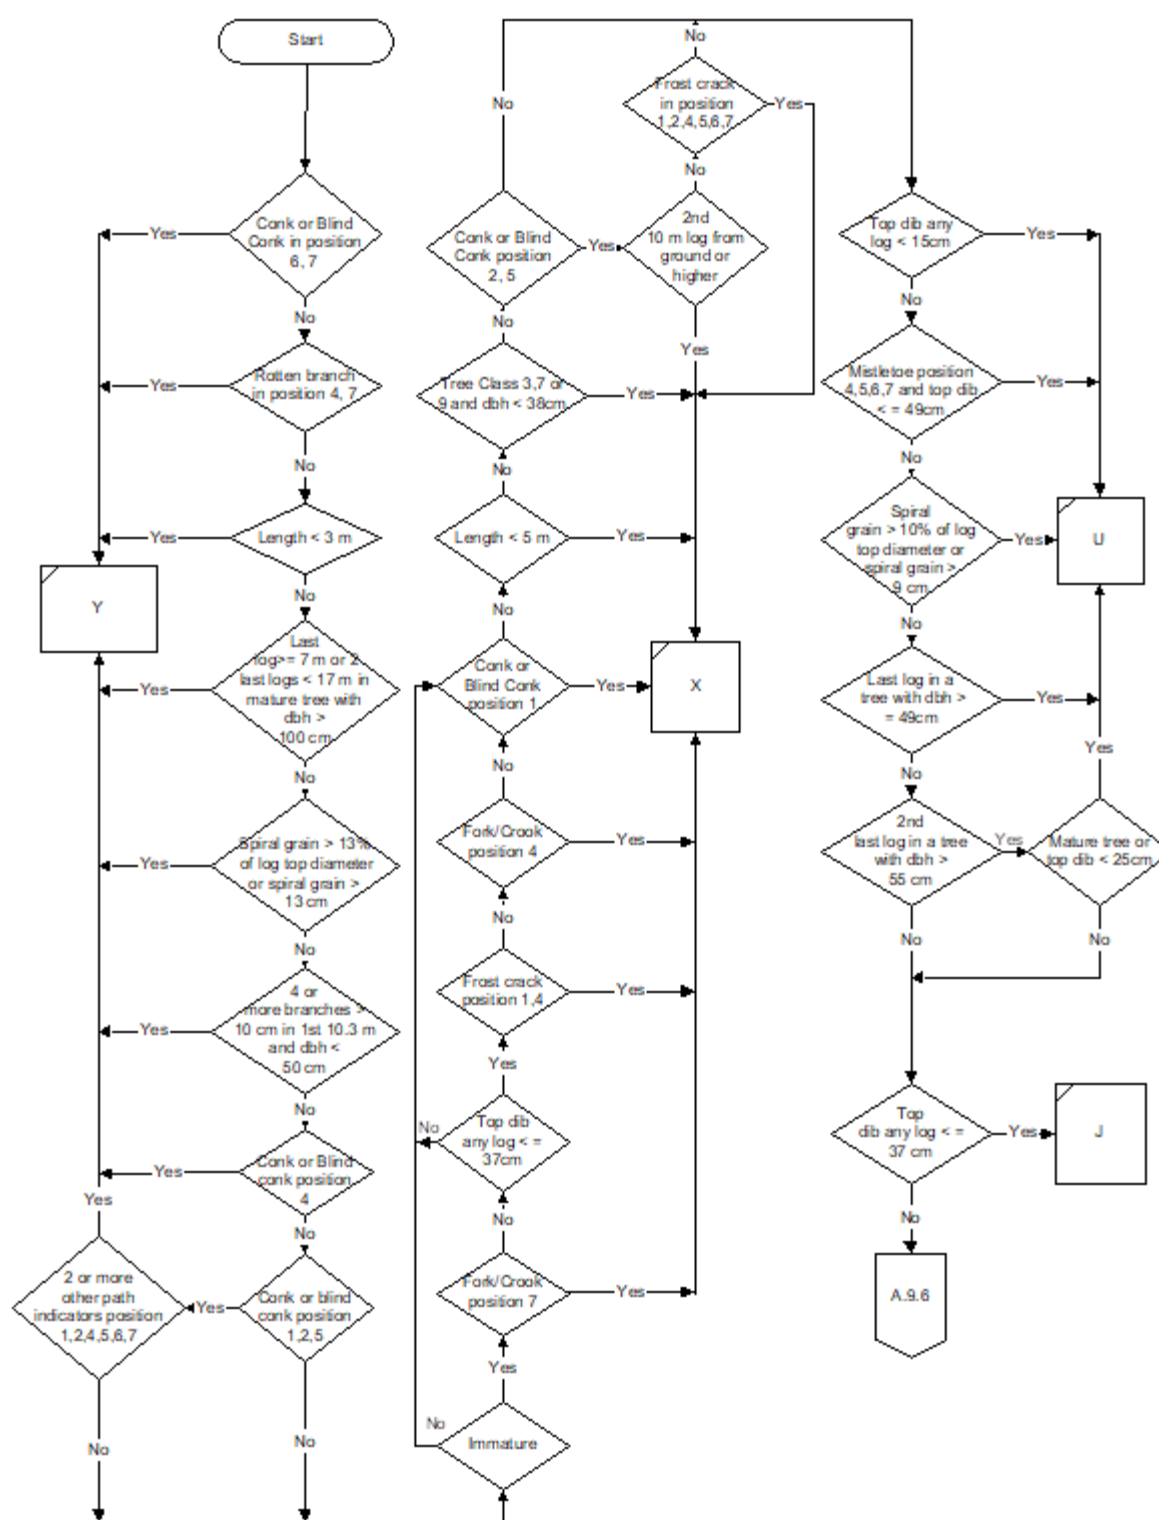 Start
Conk or Blind
Conk in position
6, 7
Yes
No
Rotten branch
in position 4, 7
Yes
No
Length < 3 m
Yes
No
Y
Last
log>= 7 m or 2
last logs < 17 m in
mature tree with
dbh >
100 cm
Yes
No
Spiral grain > 13%
of log top diameter
or spiral grain >
13 cm
Yes
No
4 or
more branches >
10 cm in 1st 10.3 m
and dbh <
50 cm
Yes
No
Conk or Blind
conk position
4
Yes
No
Conk or blind
conk position
1,2,5
Yes
No
2 or more
other path
indicators position
1,2,4,5,6,7
Yes
No
No
Frost crack
in position
1,2,4,5,6,7
Yes
No
2nd
10 m log from
ground or
higher
Yes
No
Conk or Blind
Conk position
2, 5
Yes
No
Tree Class 3,7 or
9 and dbh < 38cm
Yes
No
Length < 5 m
Yes
No
Conk or
Blind Conk
position 1
Yes
X
No
Fork/Crook
position 4
Yes
No
Frost crack
position 1,4
Yes
Yes
Top dib
any log < =
37cm
No
No
Fork/Crook
position 7
Yes
Yes
Immature
No
Top dib any
log < 15cm
Yes
No
Mistletoe position
4,5,6,7 and top dib
< = 49cm
Yes
No
Spiral
grain > 10% of log
top diameter or
spiral grain >
9 cm
Yes
U
No
Last log in a
tree with dbh >
= 49cm
Yes
No
2nd
last log in a tree
with dbh >
55 cm
Yes
Mature tree or
top dib < 25cm
Yes
No
No
Top
dib any log < =
37 cm
Yes
J
No
A.9.6